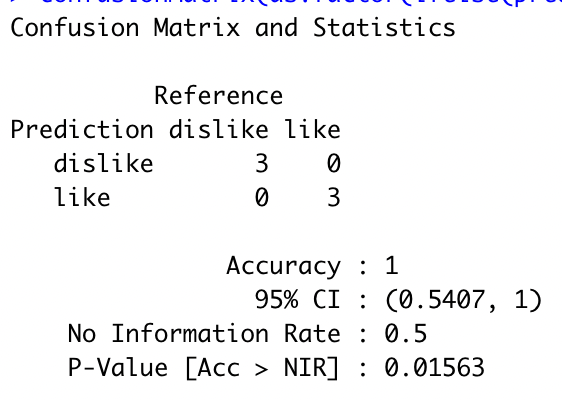 Confusion Matrix and Statistics
Reference
Prediction dislike like
dislike 3 0
like 0 3
Accuracy : 1
95% CI : (0.5407, 1)
No Information Rate : 0.5
P-Value [Acc > NIR] : 0.01563